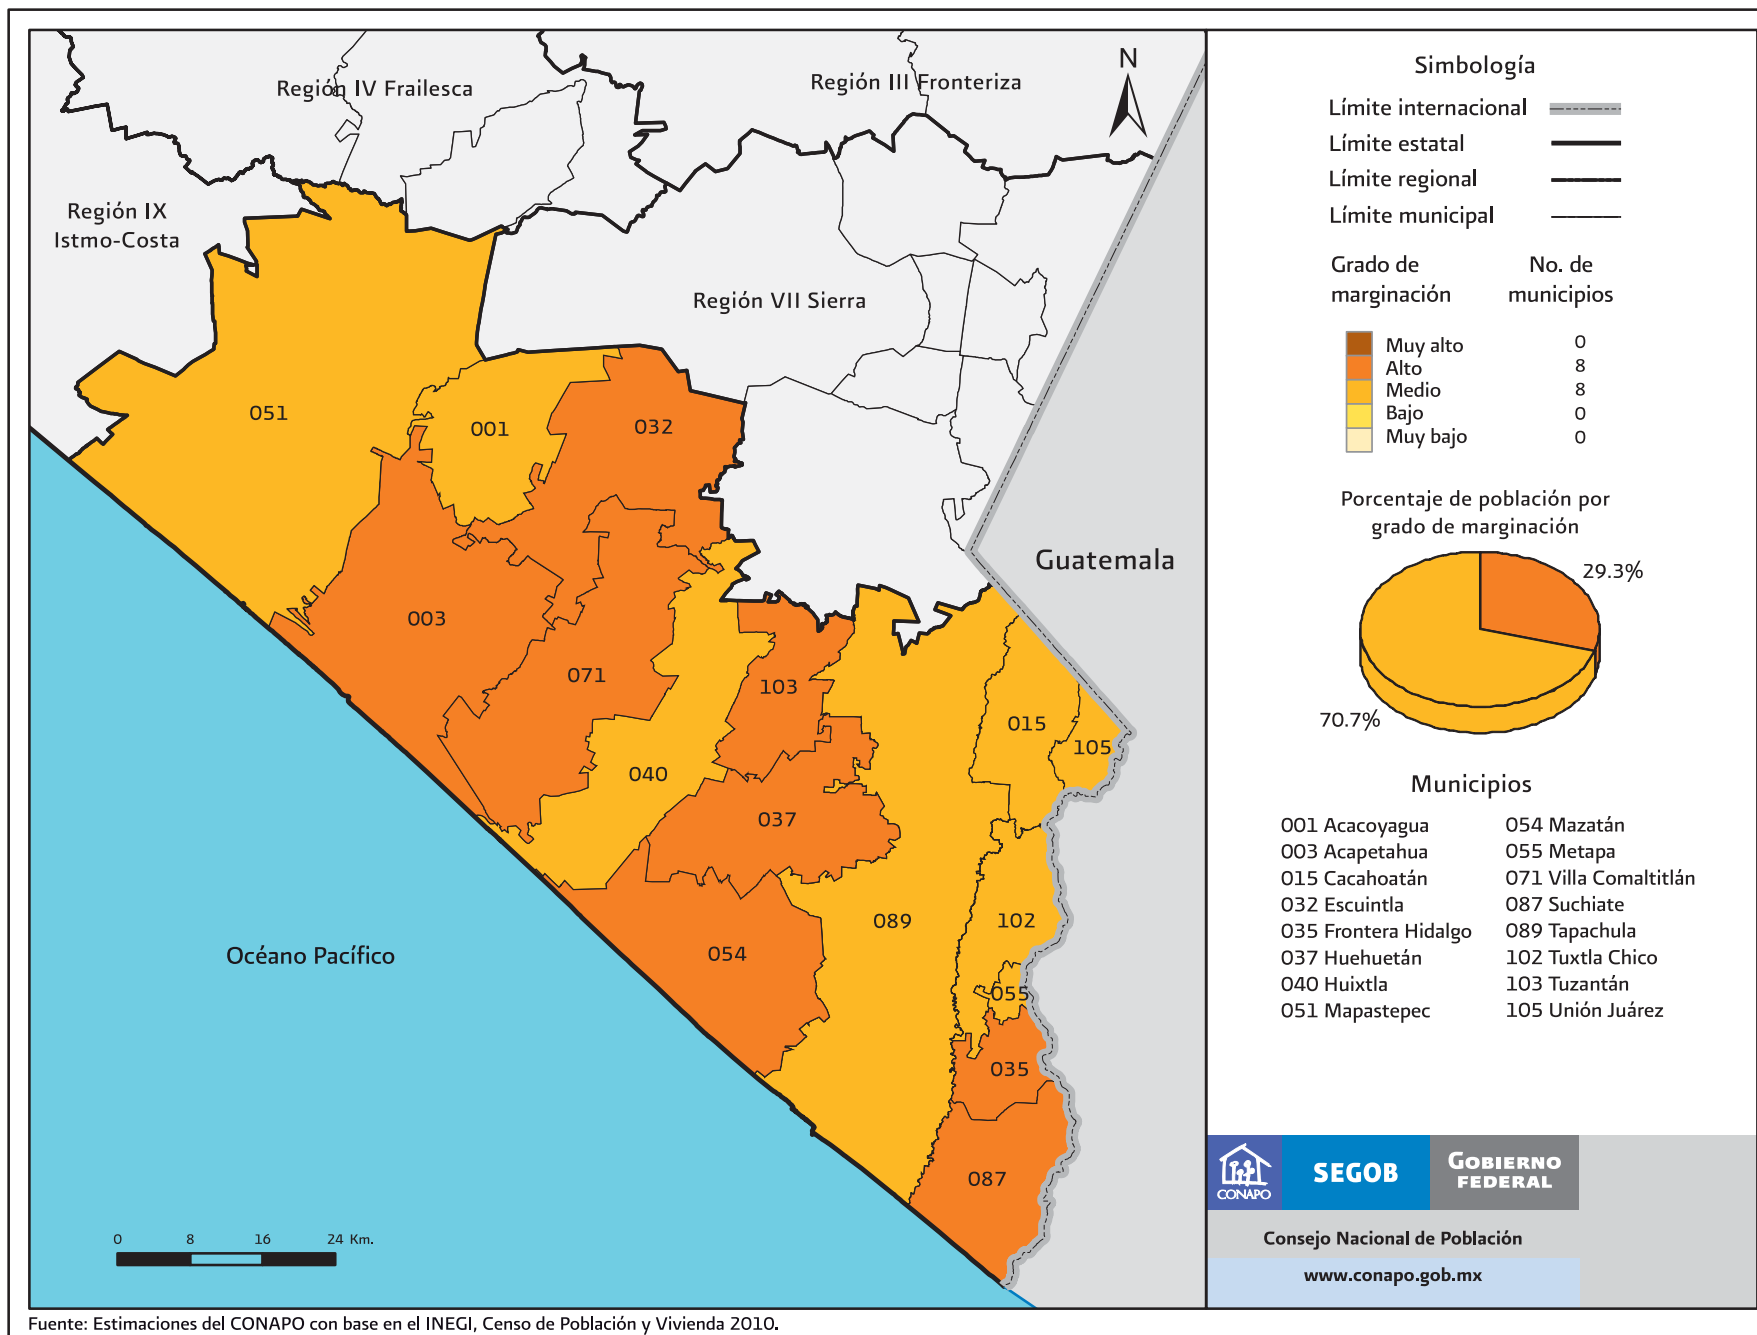 Región IV Frailesca
Región III Fronteriza
N
Región IX
Istmo-Costa
Región VII Sierra
051
001
032
Guatemala
003
071
103
015
105
040
037
089
102
054
055
035
087
Océano Pacífico
0 8 16 24 Km.
Simbología
Límite internacional
Límite estatal
Límite regional
Límite municipal
Grado de marginación
No. de municipios
Muy alto 0
Alto 8
Medio 8
Bajo 0
Muy bajo 0
Porcentaje de población por
grado de marginación
29.3%
70.7%
Municipios
001 Acacoyagua
003 Acapetahua
015 Cacahoatán
032 Escuintla
035 Frontera Hidalgo
037 Huehuetán
040 Huixtla
051 Mapastepec
054 Mazatán
055 Metapa
071 Villa Comaltitlán
087 Suchiate
089 Tapachula
102 Tuxtla Chico
103 Tuzantán
105 Unión Juárez
CONAPO
SEGOB
GOBIERNO
FEDERAL
Consejo Nacional de Población
www.conapo.gob.mx
Fuente: Estimaciones del CONAPO con base en el INEGI, Censo de Población y Vivienda 2010.